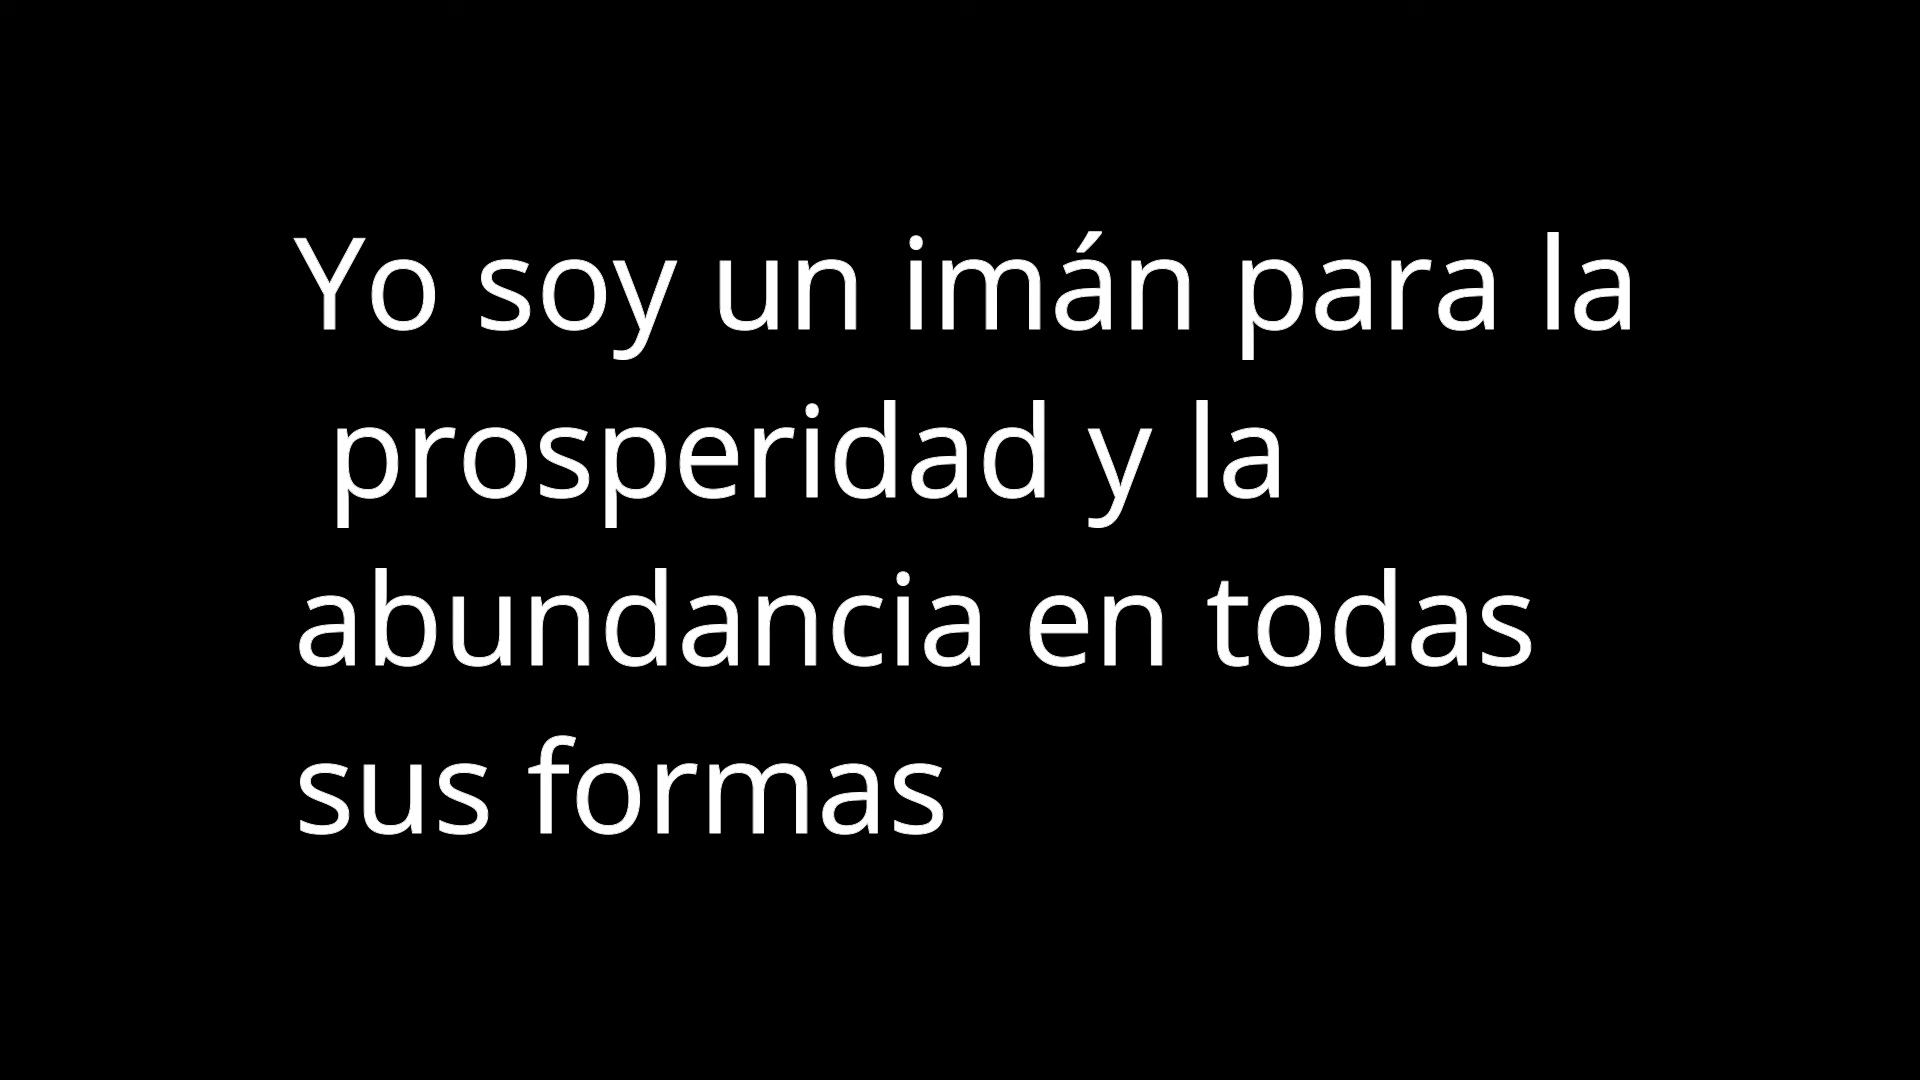 Yo soy un imán para la
prosperidad y la
abundancia en todas
sus formas